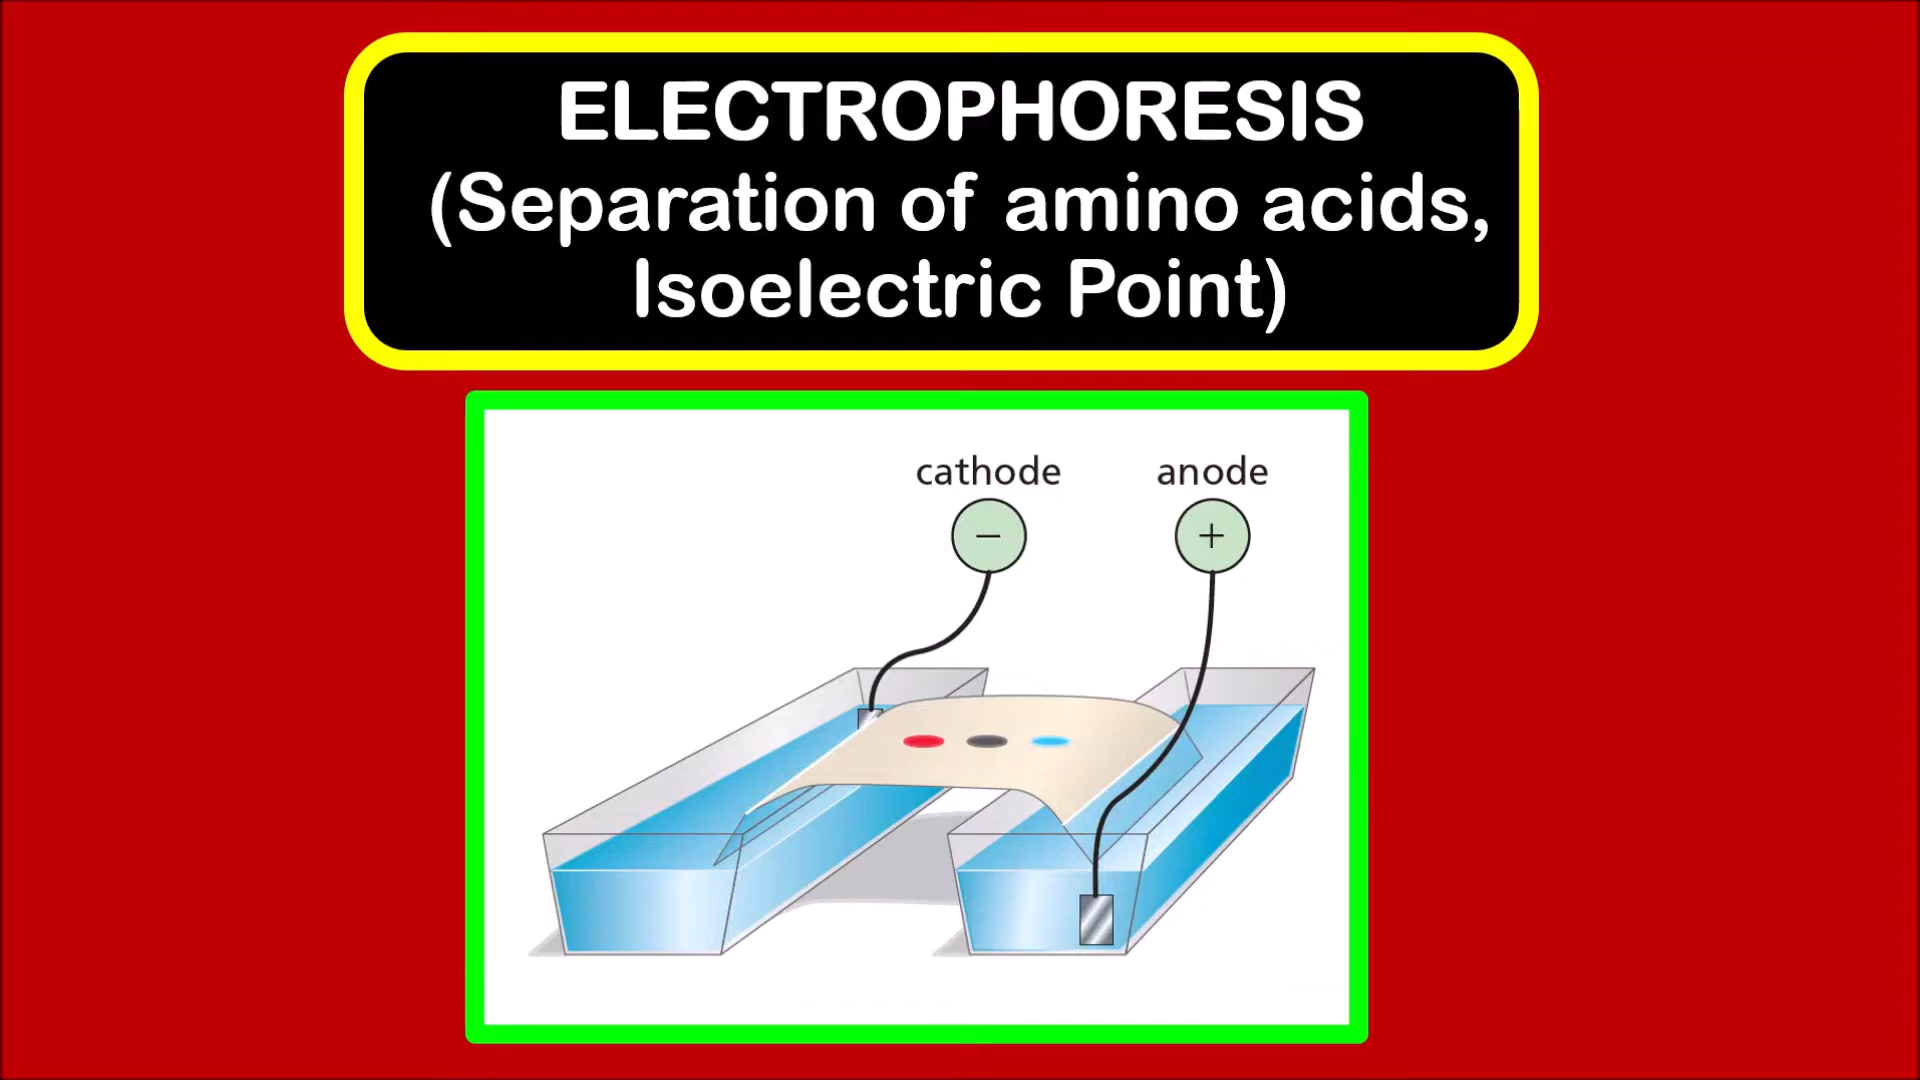 ELECTROPHORESIS
(Separation of amino acids,
Isoelectric Point)
cathode anode
− +